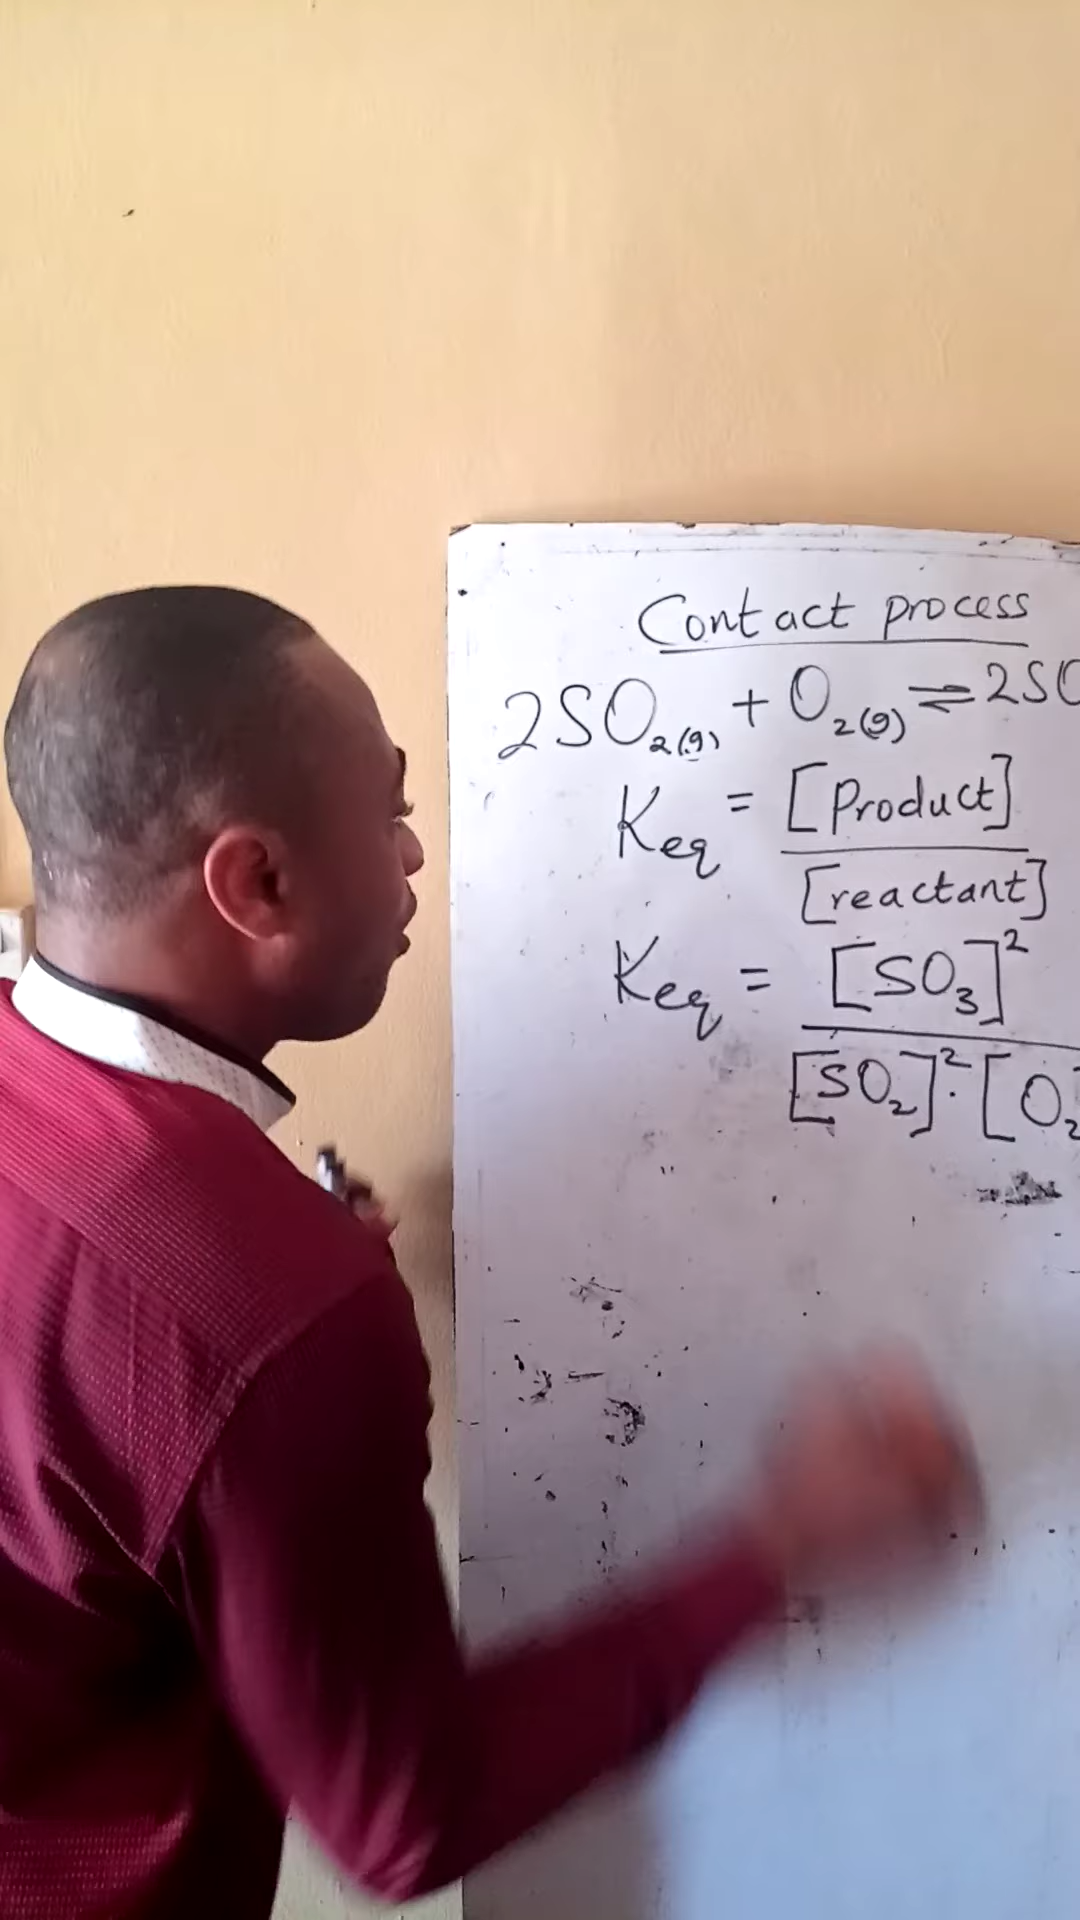 Contact process
2SO₂(g) + O₂(g) ⇌ 2SO
Keq = [Product]
[reactant]
Keq = [SO₃]²
[SO₂]² · [O₂